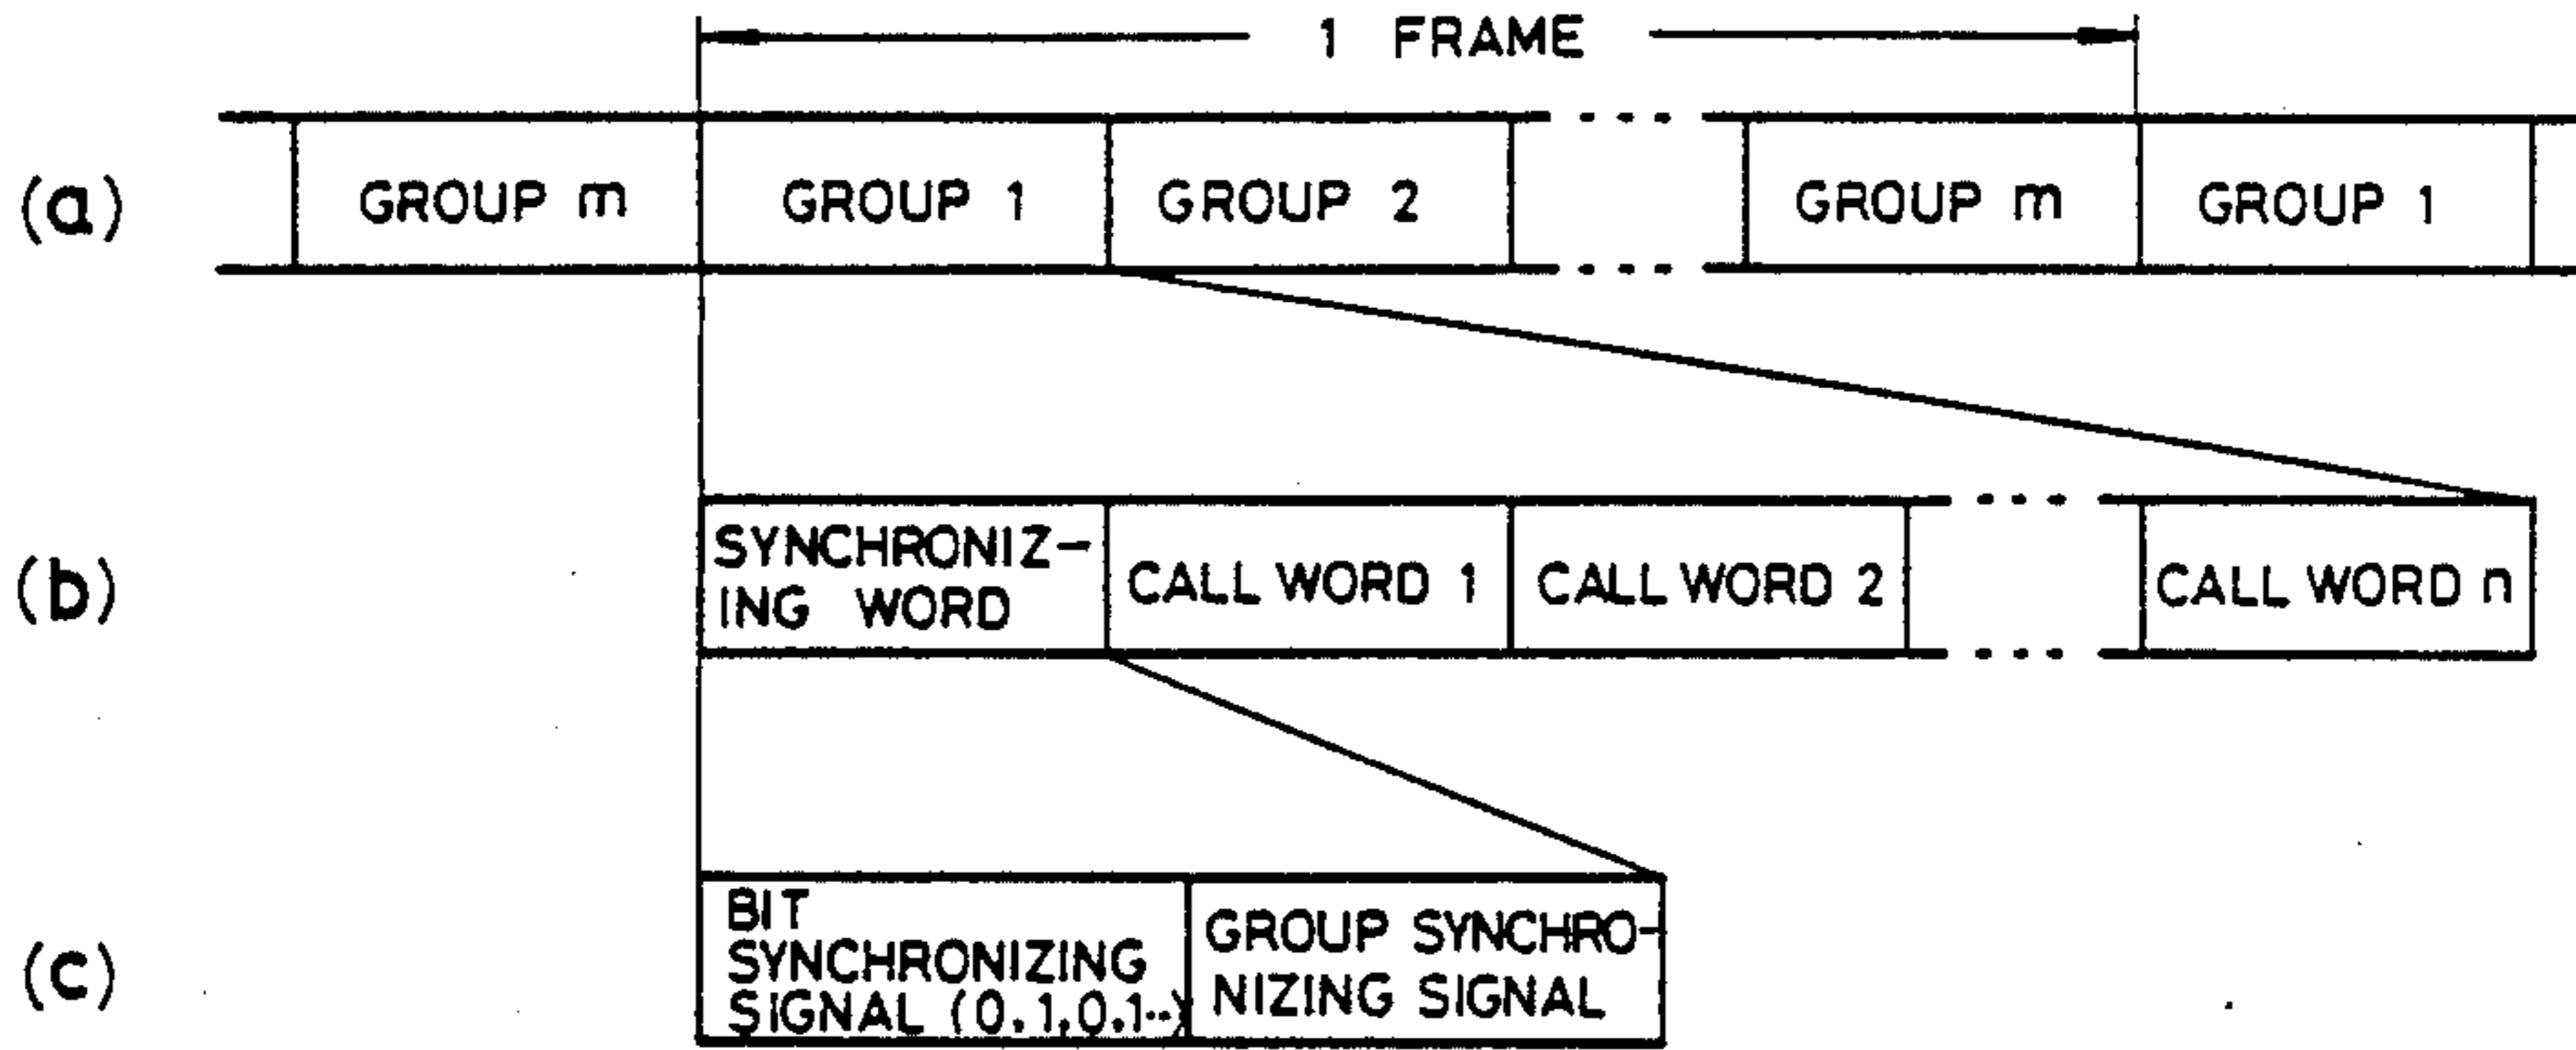 1 FRAME
(a) GROUP m GROUP 1 GROUP 2 GROUP m GROUP 1
(b) SYNCHRONIZ-
ING WORD CALL WORD 1 CALL WORD 2 CALL WORD n
(c) BIT
SYNCHRONIZING
SIGNAL (0,1,0,1··)
GROUP SYNCHRO-
NIZING SIGNAL